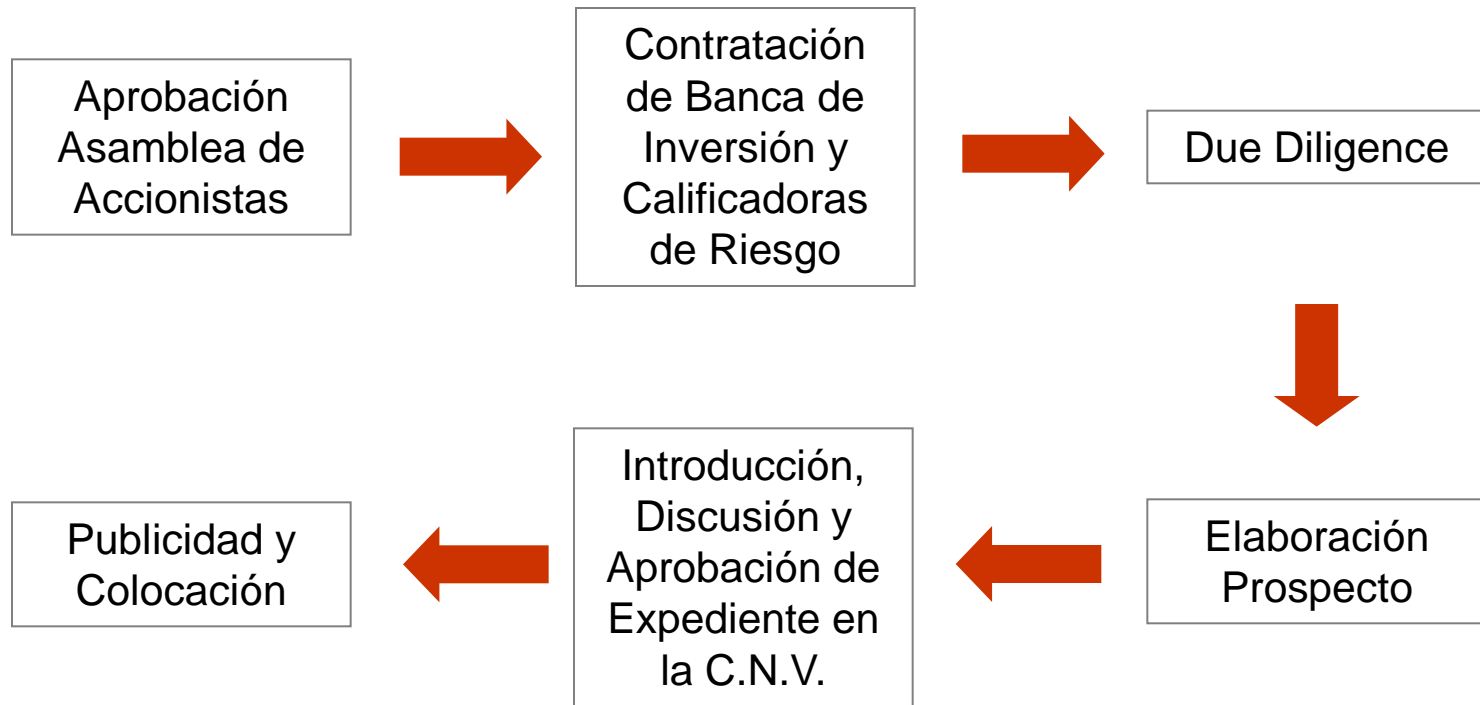 Aprobación
Asamblea de
Accionistas
Contratación
de Banca de
Inversión y
Calificadoras
de Riesgo
Due Diligence
Elaboración
Prospecto
Introducción,
Discusión y
Aprobación de
Expediente en
la C.N.V.
Publicidad y
Colocación